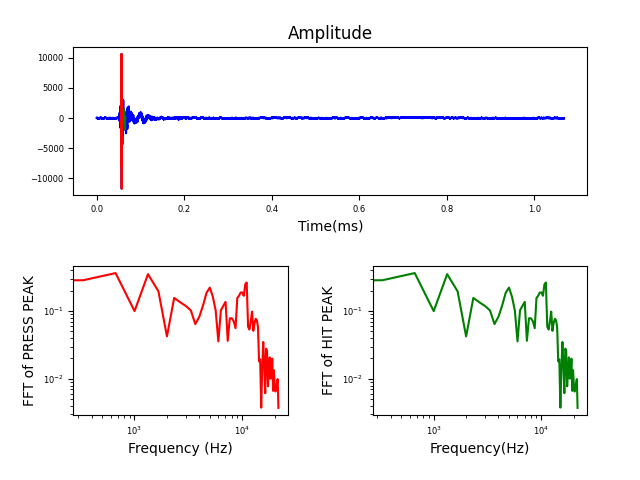 Amplitude
10000
5000
0
−5000
−10000
0.0 0.2 0.4 0.6 0.8 1.0
Time(ms)
FFT of PRESS PEAK
10⁻¹
10⁻²
10³ 10⁴
Frequency (Hz)
FFT of HIT PEAK
10⁻¹
10⁻²
10³ 10⁴
Frequency(Hz)